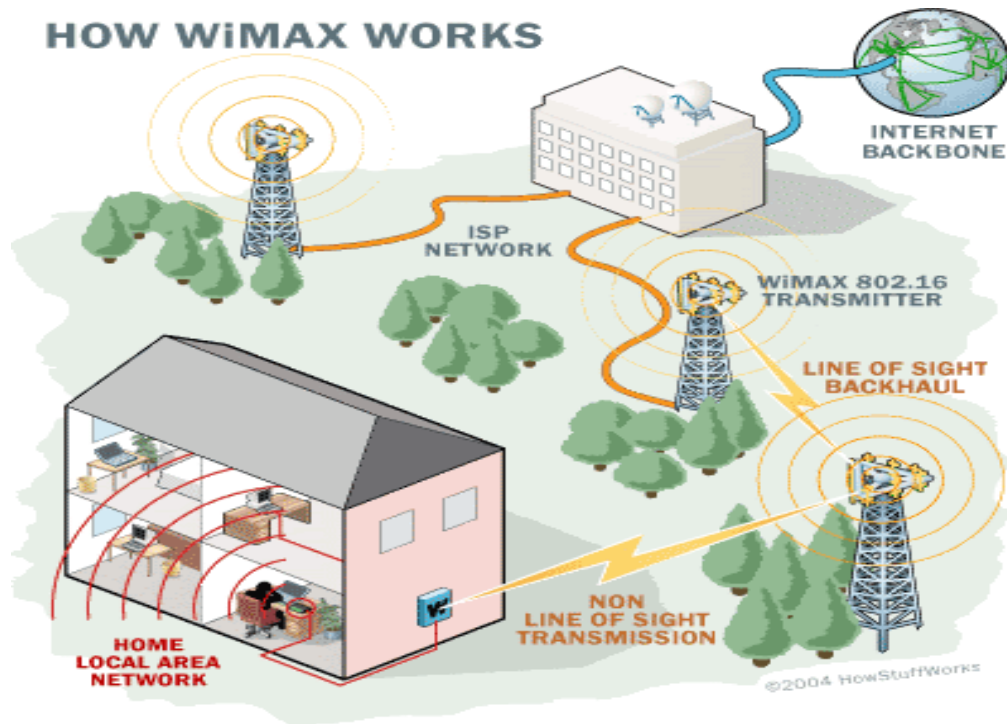 HOW WiMAX WORKS
INTERNET
BACKBONE
ISP
NETWORK
WiMAX 802.16
TRANSMITTER
LINE OF SIGHT
BACKHAUL
NON
LINE OF SIGHT
TRANSMISSION
HOME
LOCAL AREA
NETWORK
©2004 HowStuffWorks